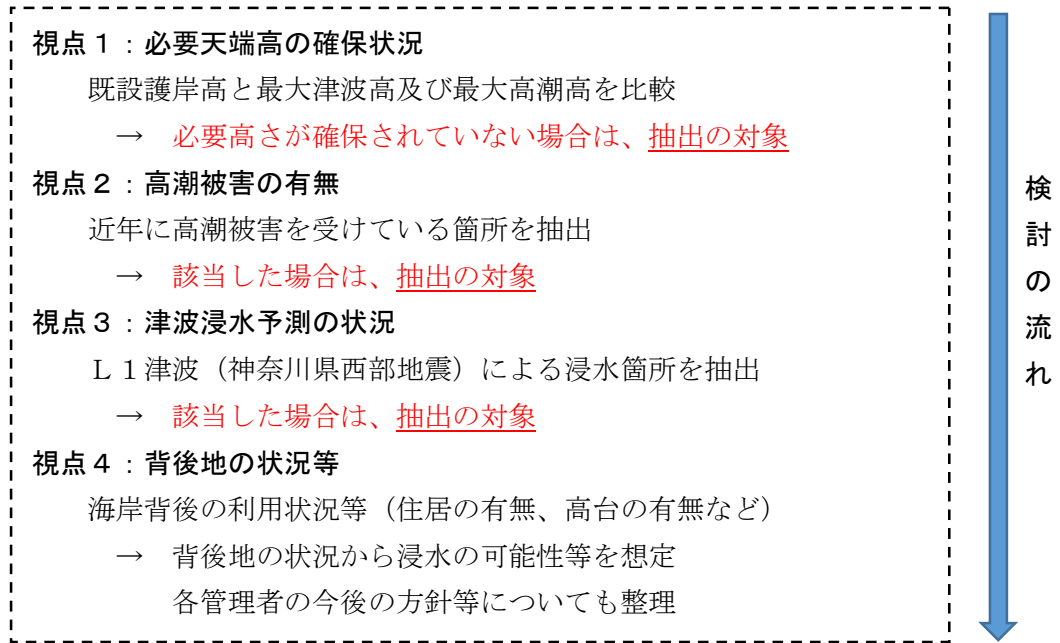 視点１：必要天端高の確保状況
既設護岸高と最大津波高及び最大高潮高を比較
→　必要高さが確保されていない場合は、抽出の対象
視点２：高潮被害の有無
近年に高潮被害を受けている箇所を抽出
→　該当した場合は、抽出の対象
視点３：津波浸水予測の状況
Ｌ１津波（神奈川県西部地震）による浸水箇所を抽出
→　該当した場合は、抽出の対象
視点４：背後地の状況等
海岸背後の利用状況等（住居の有無、高台の有無など）
→　背後地の状況から浸水の可能性等を想定
各管理者の今後の方針等についても整理
検討の流れ